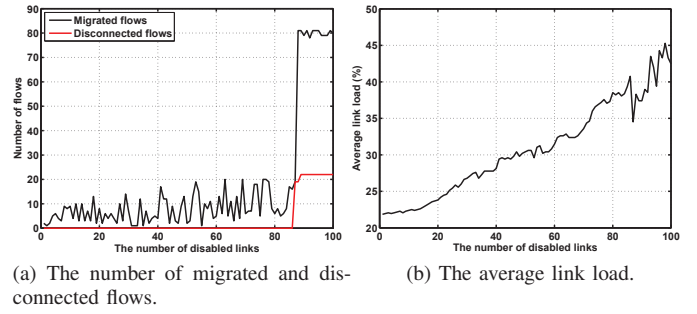 Migrated flows
Disconnected flows
Number of flows
90
80
70
60
50
40
30
20
10
0
0 20 40 60 80 100
The number of disabled links
Average link load (%)
50
45
40
35
30
25
20
0 20 40 60 80 100
The number of disabled links
(a) The number of migrated and dis-
connected flows.
(b) The average link load.